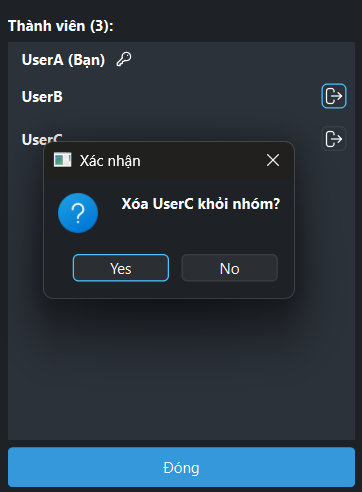 Thành viên (3):
UserA (Bạn)
UserB
UserC
Xác nhận
Xóa UserC khỏi nhóm?
Yes
No
Đóng